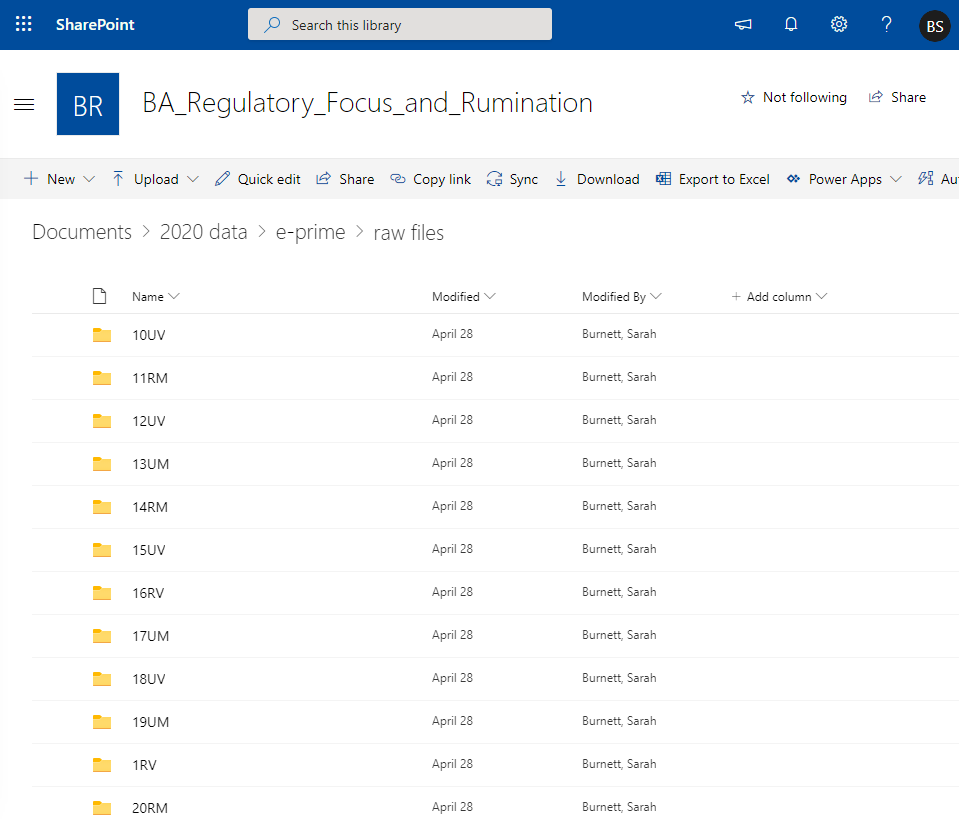 SharePoint Search this library ? BS
BR BA_Regulatory_Focus_and_Rumination Not following Share
New Upload Quick edit Share Copy link Sync Download Export to Excel Power Apps Au
Documents > 2020 data > e-prime > raw files
Name Modified Modified By + Add column
10UV April 28 Burnett, Sarah
11RM April 28 Burnett, Sarah
12UV April 28 Burnett, Sarah
13UM April 28 Burnett, Sarah
14RM April 28 Burnett, Sarah
15UV April 28 Burnett, Sarah
16RV April 28 Burnett, Sarah
17UM April 28 Burnett, Sarah
18UV April 28 Burnett, Sarah
19UM April 28 Burnett, Sarah
1RV April 28 Burnett, Sarah
20RM April 28 Burnett, Sarah